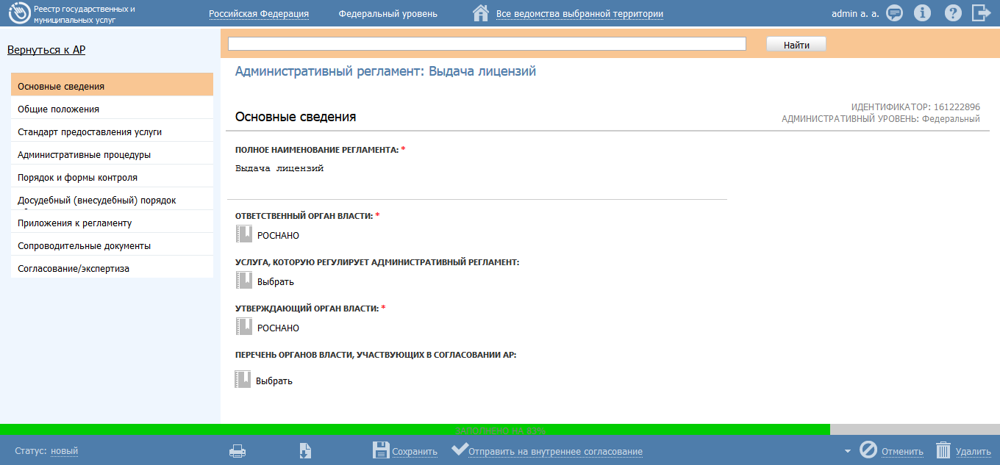 Реестр государственных и
муниципальных услуг
Российская Федерация
Федеральный уровень
Все ведомства выбранной территории
admin a. a.
Вернуться к АР
Найти
Основные сведения
Общие положения
Стандарт предоставления услуги
Административные процедуры
Порядок и формы контроля
Досудебный (внесудебный) порядок
Приложения к регламенту
Сопроводительные документы
Согласование/экспертиза
Административный регламент: Выдача лицензий
ИДЕНТИФИКАТОР: 161222896
АДМИНИСТРАТИВНЫЙ УРОВЕНЬ: Федеральный
Основные сведения
ПОЛНОЕ НАИМЕНОВАНИЕ РЕГЛАМЕНТА: *
Выдача лицензий
ОТВЕТСТВЕННЫЙ ОРГАН ВЛАСТИ: *
РОСНАНО
УСЛУГА, КОТОРУЮ РЕГУЛИРУЕТ АДМИНИСТРАТИВНЫЙ РЕГЛАМЕНТ:
Выбрать
УТВЕРЖДАЮЩИЙ ОРГАН ВЛАСТИ: *
РОСНАНО
ПЕРЕЧЕНЬ ОРГАНОВ ВЛАСТИ, УЧАСТВУЮЩИХ В СОГЛАСОВАНИИ АР:
Выбрать
ЗАПОЛНЕНО НА 83%
Статус: новый
Сохранить
Отправить на внутреннее согласование
Отменить
Удалить